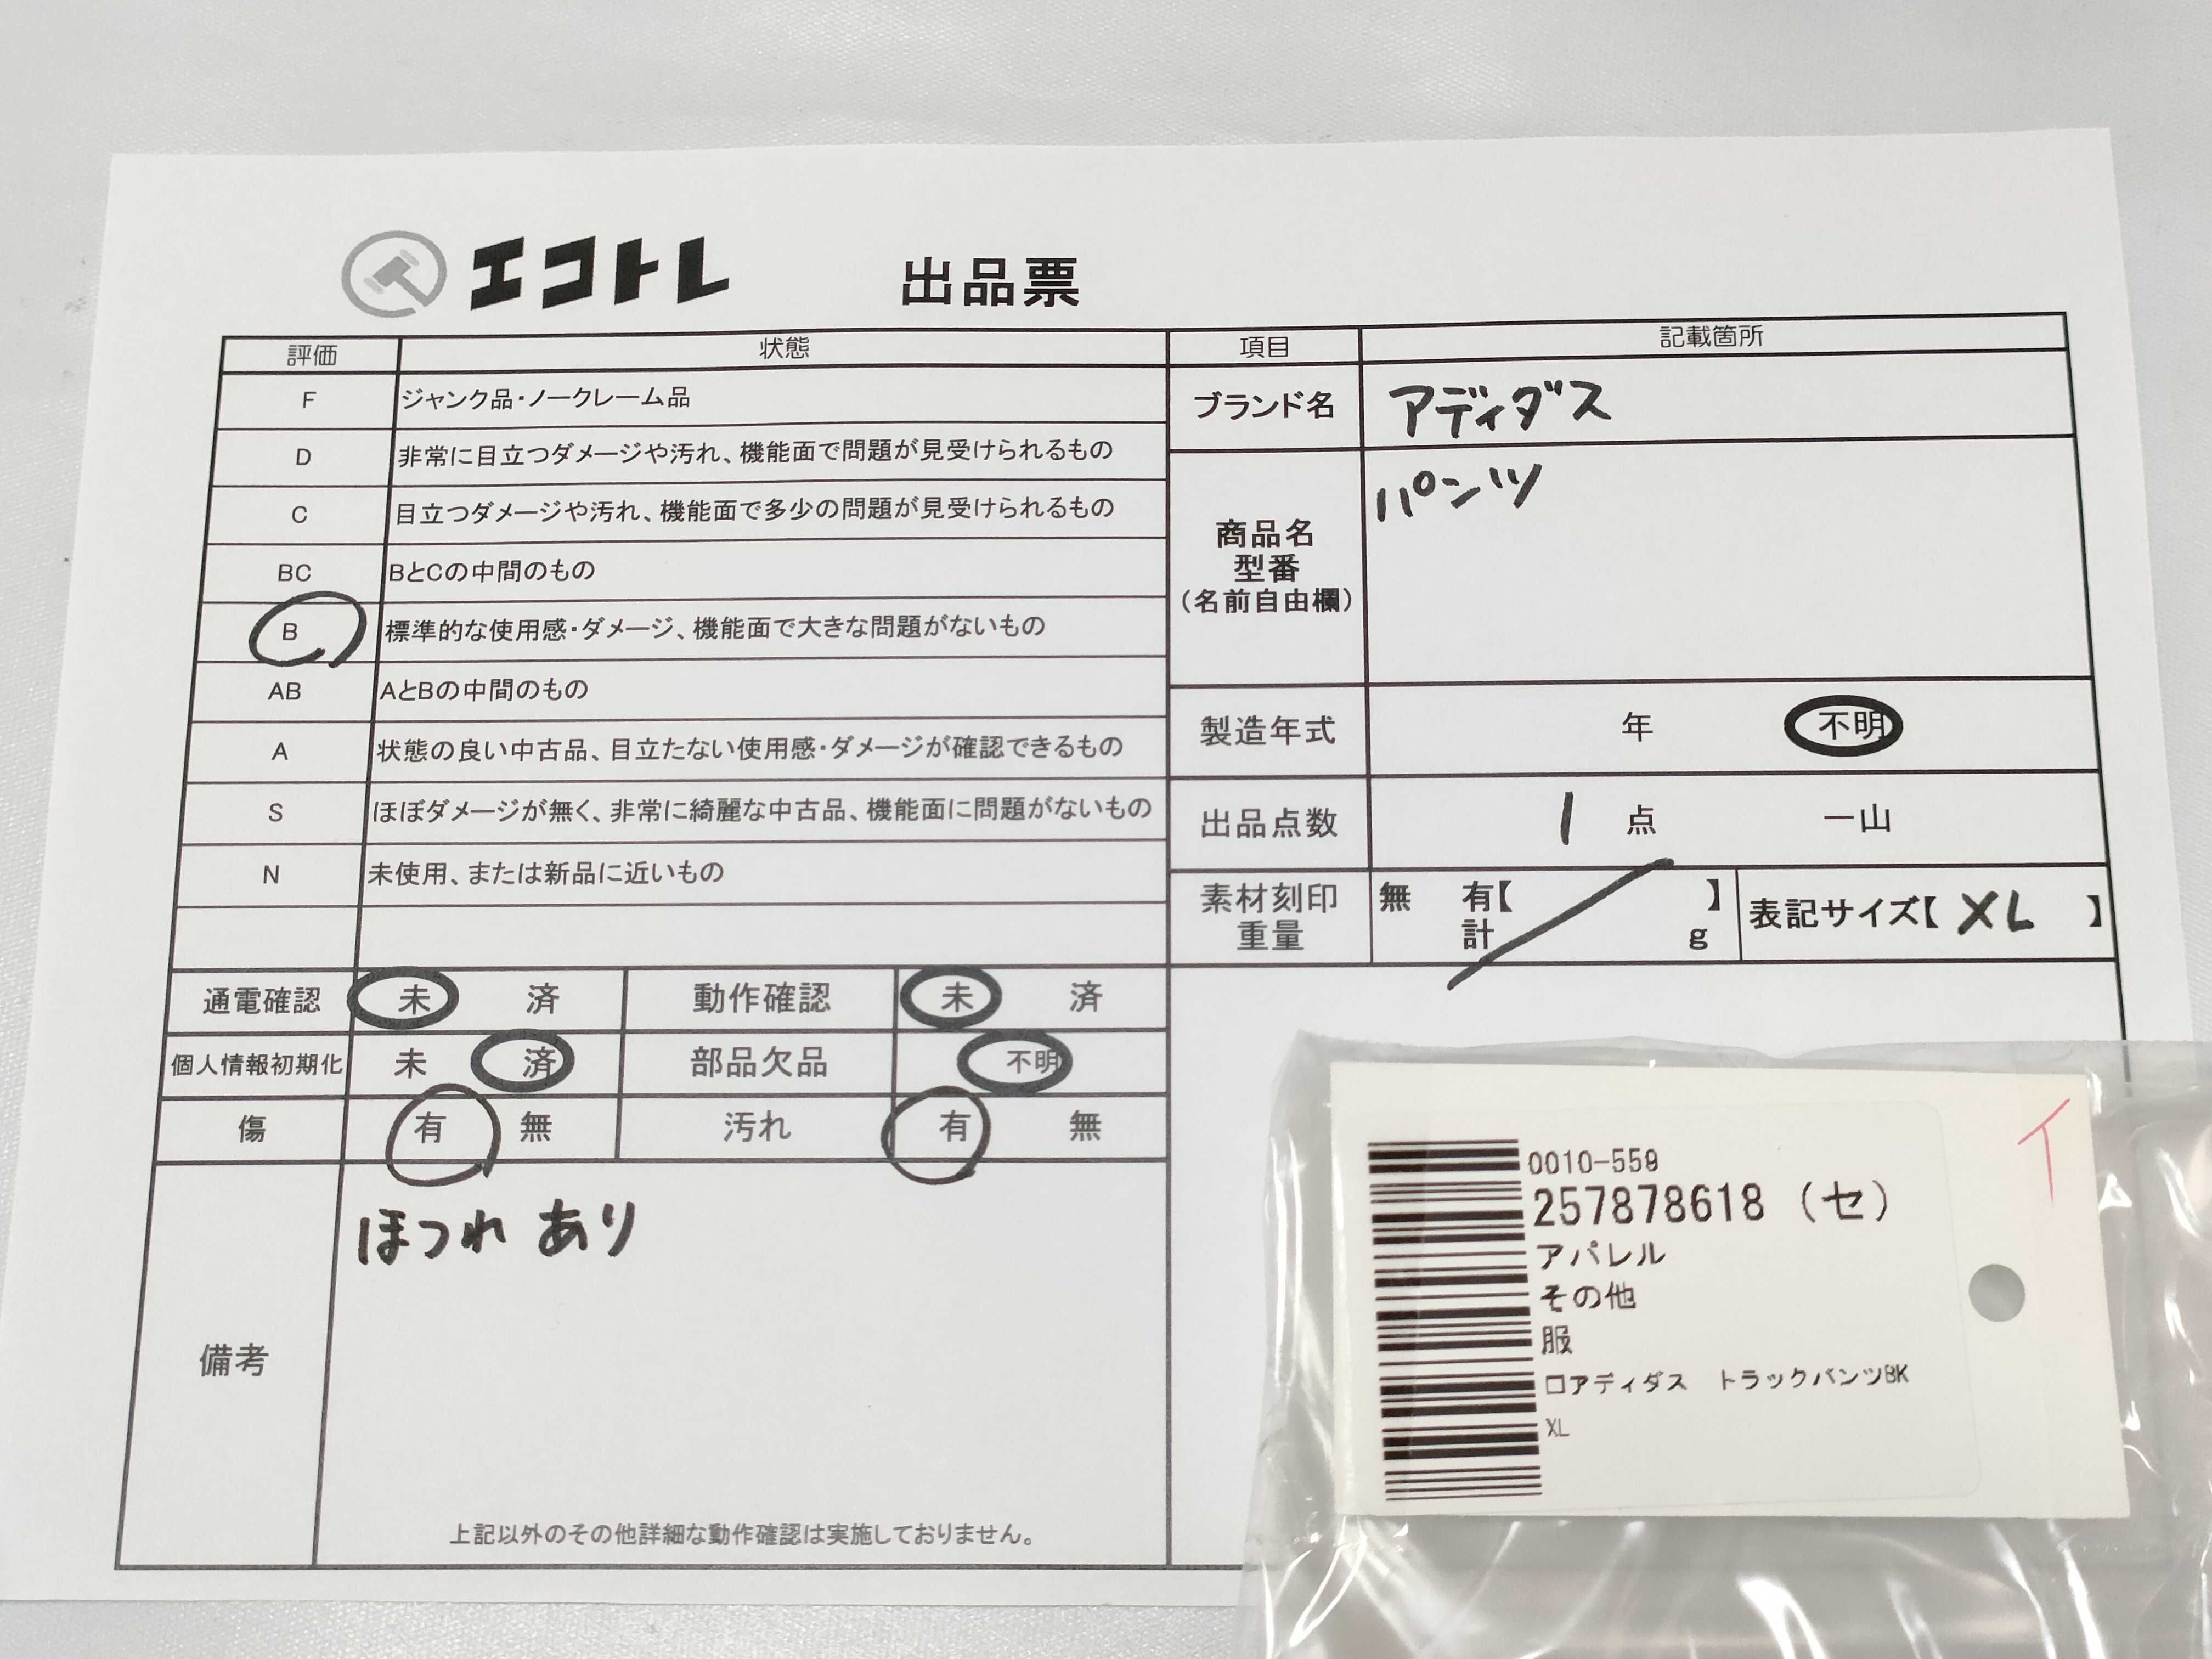 エコトレ 出品票
評価 状態
F ジャンク品・ノークレーム品
D 非常に目立つダメージや汚れ、機能面で問題が見受けられるもの
C 目立つダメージや汚れ、機能面で多少の問題が見受けられるもの
BC BとCの中間のもの
B 標準的な使用感・ダメージ、機能面で大きな問題がないもの
AB AとBの中間のもの
A 状態の良い中古品、目立たない使用感・ダメージが確認できるもの
S ほぼダメージが無く、非常に綺麗な中古品、機能面に問題がないもの
N 未使用、または新品に近いもの
項目 記載箇所
ブランド名 アディダス
商品名
型番
（名前自由欄）
パンツ
製造年式 年 不明
出品点数 1 点 一山
素材刻印 無 有【 】
重量 計 g
表記サイズ【 XL 】
通電確認 未 済 動作確認 未 済
個人情報初期化 未 済 部品欠品 不明
傷 有 無 汚れ 有 無
備考
ほつれ あり
上記以外のその他詳細な動作確認は実施しておりません。
イ
0010-559
257878618 (セ)
アパレル
その他
服
□アディダス トラックパンツBK
XL